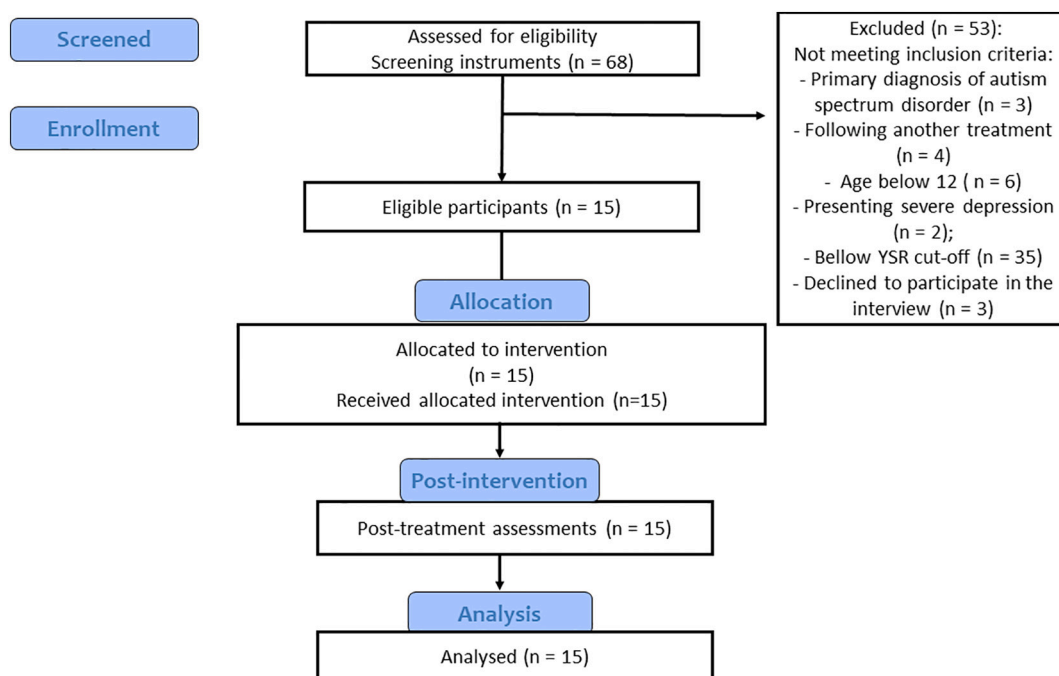 Screened
Assessed for eligibility
Screening instruments (n = 68)
Enrollment
Excluded (n = 53):
Not meeting inclusion criteria:
- Primary diagnosis of autism
spectrum disorder (n = 3)
- Following another treatment
(n = 4)
- Age below 12 ( n = 6)
- Presenting severe depression
(n = 2);
- Bellow YSR cut-off (n = 35)
- Declined to participate in the
interview (n = 3)
Eligible participants (n = 15)
Allocation
Allocated to intervention
(n = 15)
Received allocated intervention (n=15)
Post-intervention
Post-treatment assessments (n = 15)
Analysis
Analysed (n = 15)